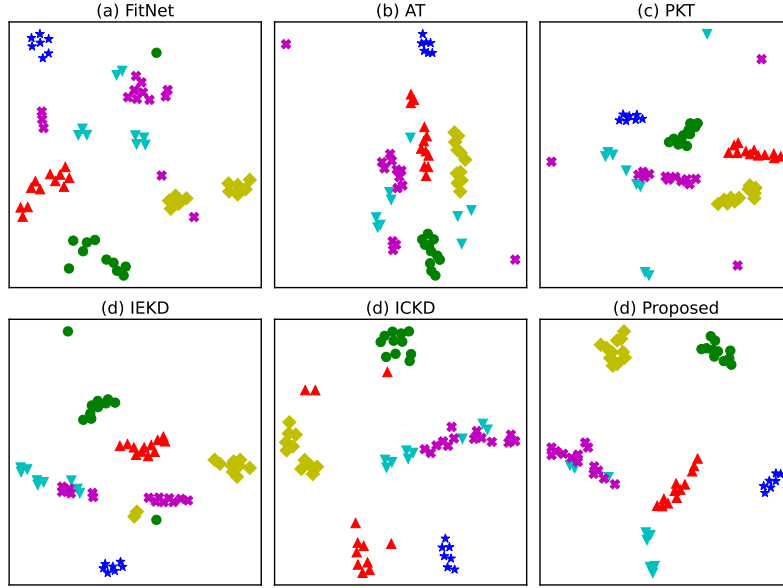 (a) FitNet
(b) AT
(c) PKT
(d) IEKD
(d) ICKD
(d) Proposed